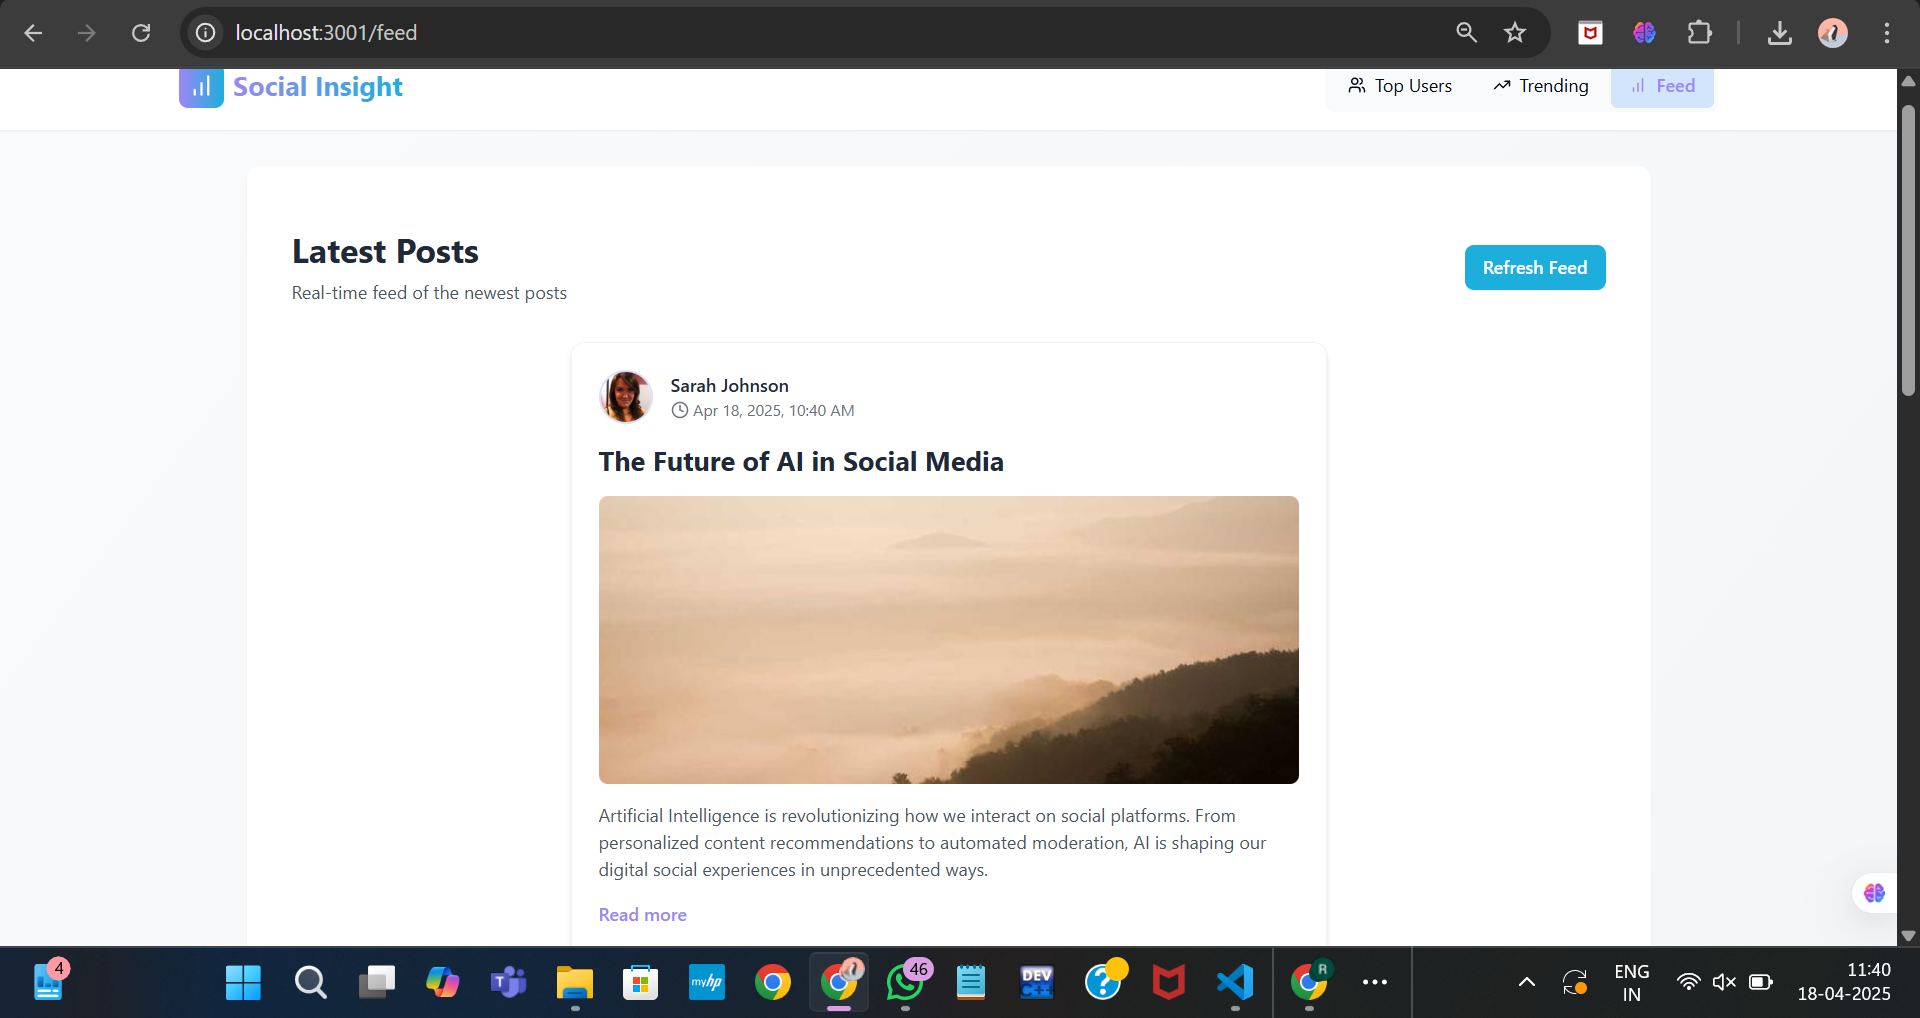 localhost:3001/feed
Social Insight
Top Users
Trending
Feed
Latest Posts
Real-time feed of the newest posts
Refresh Feed
Sarah Johnson
Apr 18, 2025, 10:40 AM
The Future of AI in Social Media
Artificial Intelligence is revolutionizing how we interact on social platforms. From
personalized content recommendations to automated moderation, AI is shaping our
digital social experiences in unprecedented ways.
Read more
4
myhp
46
DEV
C++
R
ENG
IN
11:40
18-04-2025